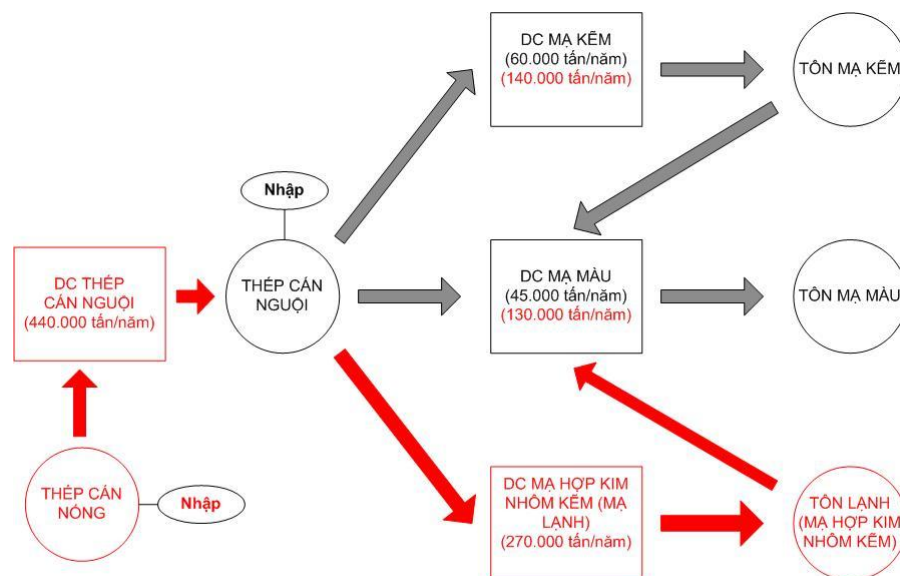 DC MẠ KẼM
(60.000 tấn/năm)
(140.000 tấn/năm)
TÔN MẠ KẼM
Nhập
DC THÉP
CÁN NGUỘI
(440.000 tấn/năm)
THÉP CÁN
NGUỘI
DC MẠ MÀU
(45.000 tấn/năm)
(130.000 tấn/năm)
TÔN MẠ MÀU
THÉP CÁN
NÓNG
Nhập
DC MẠ HỢP KIM
NHÔM KẼM (MẠ
LẠNH)
(270.000 tấn/năm)
TÔN LẠNH
(MẠ HỢP KIM
NHÔM KẼM)